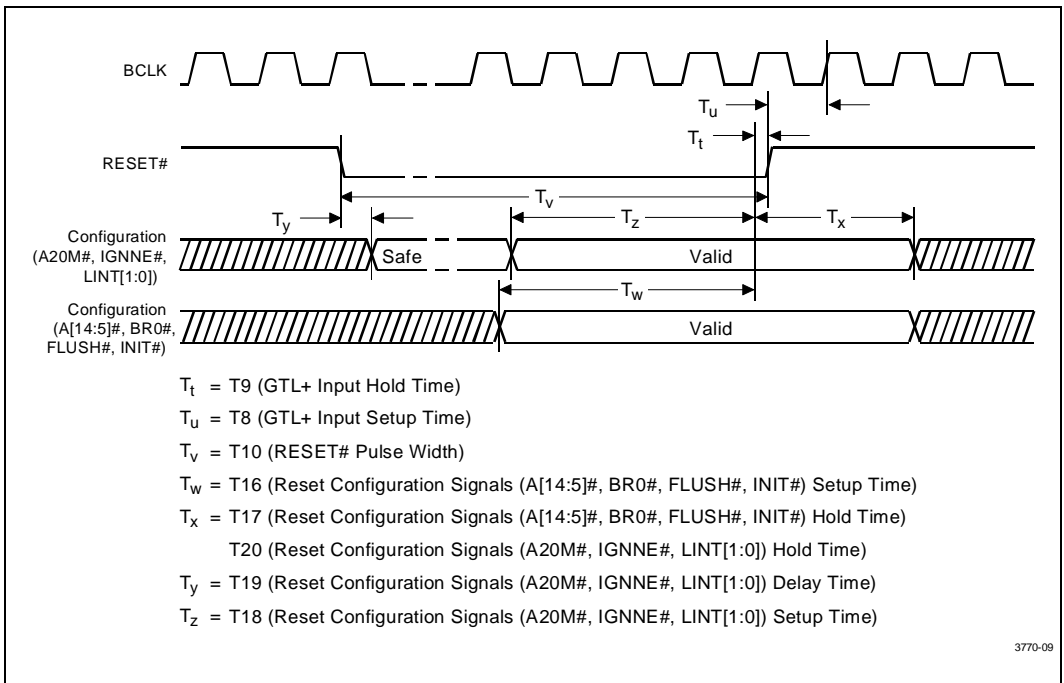 BCLK
Tu
Tt
RESET#
Tv
Ty
Tz
Tx
Configuration
(A20M#, IGNNE#,
LINT[1:0])
Safe
Valid
Tw
Configuration
(A[14:5]#, BR0#,
FLUSH#, INIT#)
Valid
Tt = T9 (GTL+ Input Hold Time)
Tu = T8 (GTL+ Input Setup Time)
Tv = T10 (RESET# Pulse Width)
Tw = T16 (Reset Configuration Signals (A[14:5]#, BR0#, FLUSH#, INIT#) Setup Time)
Tx = T17 (Reset Configuration Signals (A[14:5]#, BR0#, FLUSH#, INIT#) Hold Time)
T20 (Reset Configuration Signals (A20M#, IGNNE#, LINT[1:0]) Hold Time)
Ty = T19 (Reset Configuration Signals (A20M#, IGNNE#, LINT[1:0]) Delay Time)
Tz = T18 (Reset Configuration Signals (A20M#, IGNNE#, LINT[1:0]) Setup Time)
3770-09